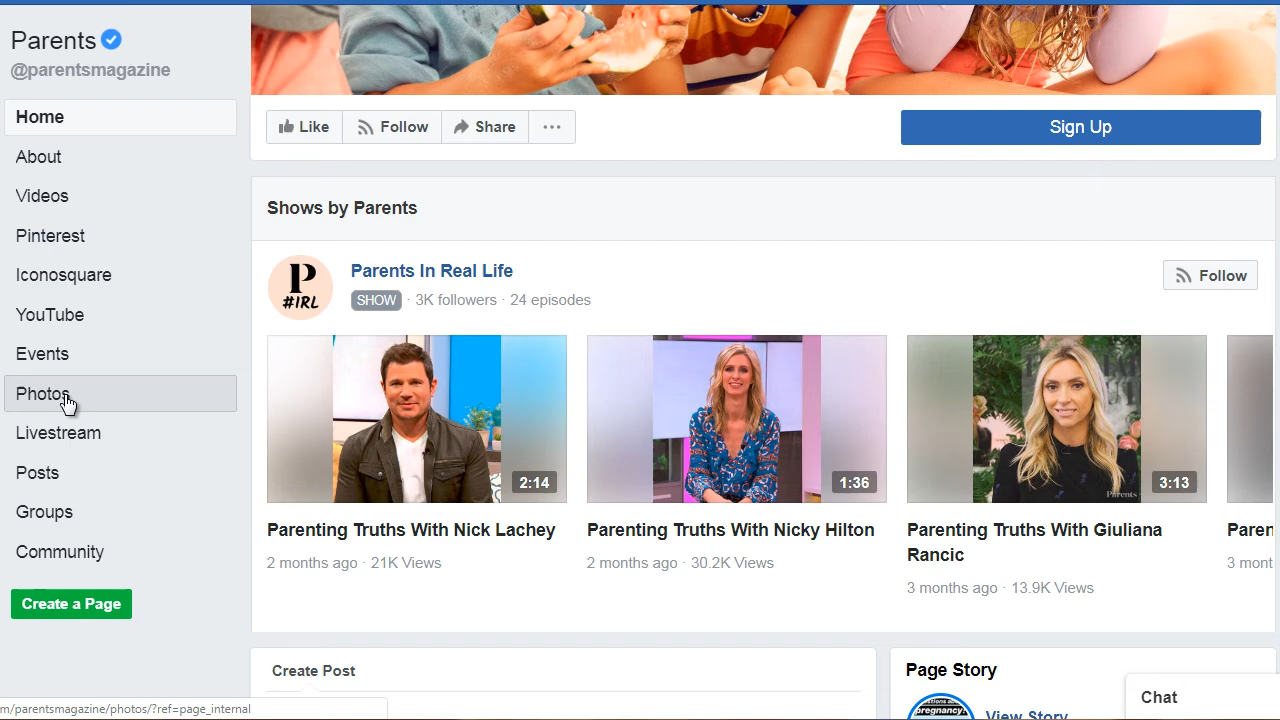 Parents
@parentsmagazine
Home
About
Videos
Pinterest
Iconosquare
YouTube
Events
Photos
Livestream
Posts
Groups
Community
Create a Page
m/parentsmagazine/photos/?ref=page_internal
Like
Follow
Share
Sign Up
Shows by Parents
P
#IRL
Parents In Real Life
SHOW · 3K followers · 24 episodes
Follow
2:14
Parenting Truths With Nick Lachey
2 months ago · 21K Views
1:36
Parenting Truths With Nicky Hilton
2 months ago · 30.2K Views
Parents
3:13
Parenting Truths With Giuliana
Rancic
3 months ago · 13.9K Views
Paren
3 mont
Create Post
Page Story
pregnancy?
View Story
Chat